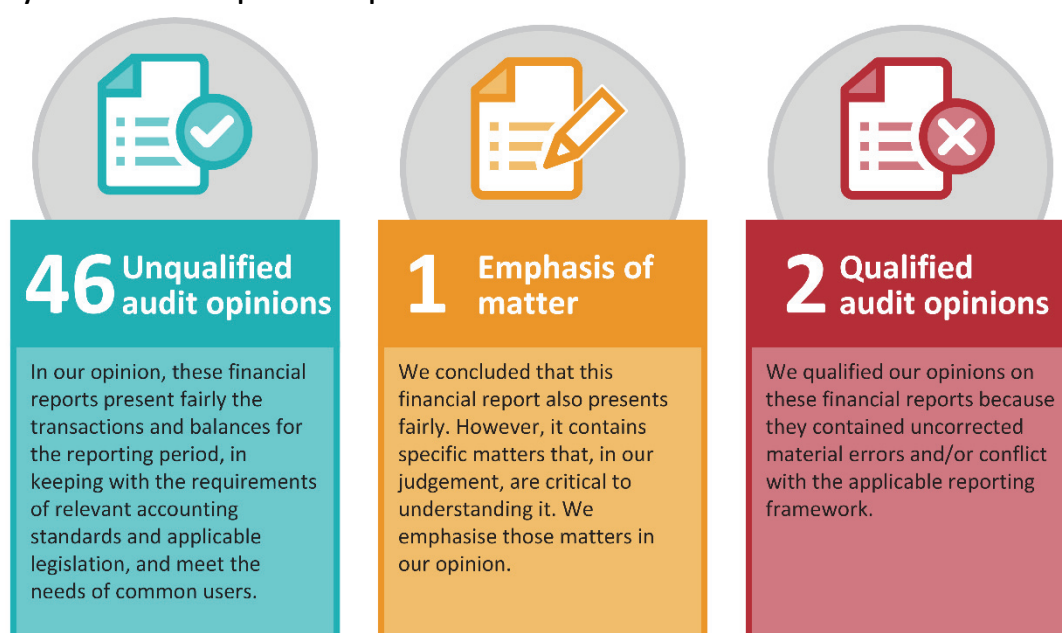 46 Unqualified
audit opinions
In our opinion, these financial
reports present fairly the
transactions and balances for
the reporting period, in
keeping with the requirements
of relevant accounting
standards and applicable
legislation, and meet the
needs of common users.
1 Emphasis of
matter
We concluded that this
financial report also presents
fairly. However, it contains
specific matters that, in our
judgement, are critical to
understanding it. We
emphasise those matters in
our opinion.
2 Qualified
audit opinions
We qualified our opinions on
these financial reports because
they contained uncorrected
material errors and/or conflict
with the applicable reporting
framework.